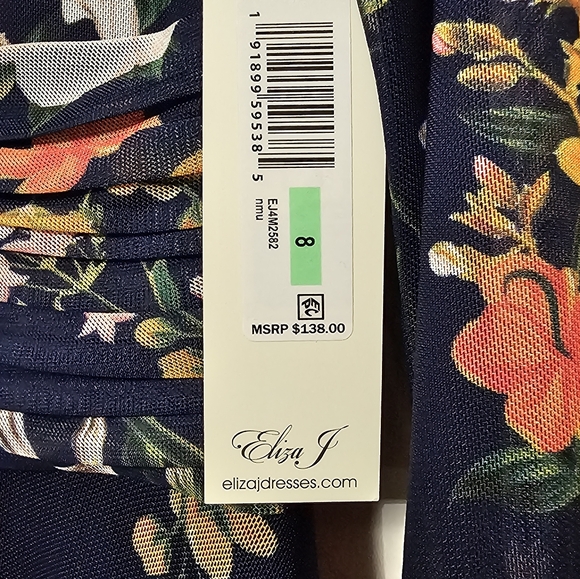 1 91899 59538 5
EJ4M2582
nmu
8
MSRP $138.00
Eliza J
elizajdresses.com